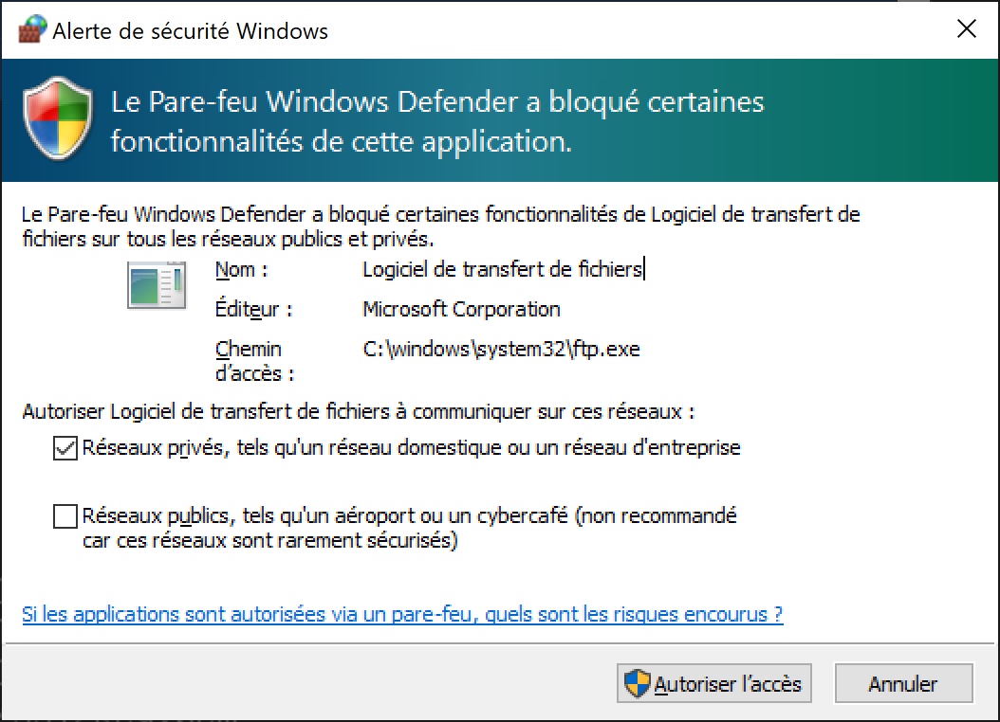 Alerte de sécurité Windows
Le Pare-feu Windows Defender a bloqué certaines
fonctionnalités de cette application.
Le Pare-feu Windows Defender a bloqué certaines fonctionnalités de Logiciel de transfert de
fichiers sur tous les réseaux publics et privés.
Nom : Logiciel de transfert de fichiers
Éditeur : Microsoft Corporation
Chemin C:\windows\system32\ftp.exe
d’accès :
Autoriser Logiciel de transfert de fichiers à communiquer sur ces réseaux :
Réseaux privés, tels qu'un réseau domestique ou un réseau d'entreprise
Réseaux publics, tels qu'un aéroport ou un cybercafé (non recommandé
car ces réseaux sont rarement sécurisés)
Si les applications sont autorisées via un pare-feu, quels sont les risques encourus ?
Autoriser l’accès Annuler